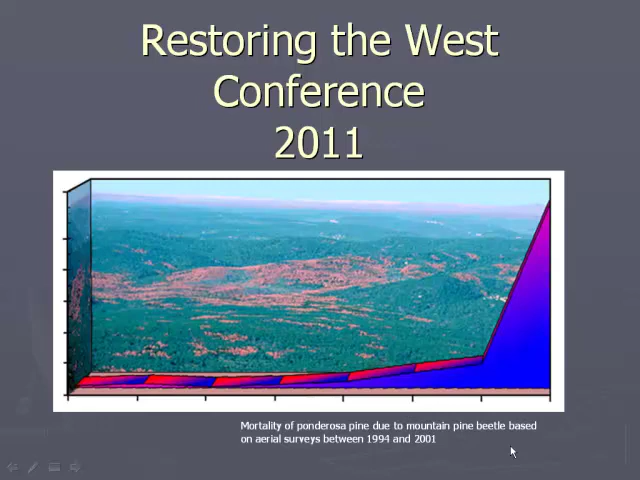 Restoring the West
Conference
2011
Mortality of ponderosa pine due to mountain pine beetle based
on aerial surveys between 1994 and 2001